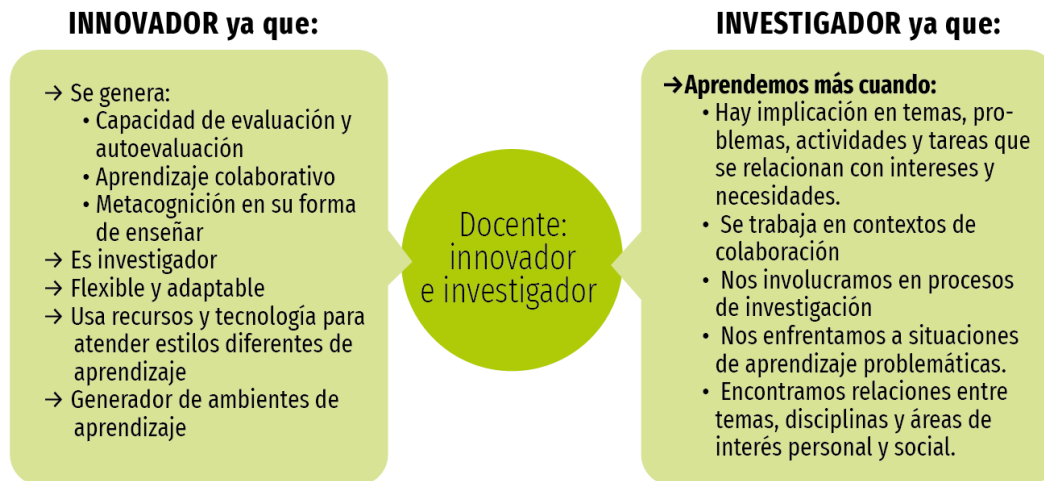 INNOVADOR ya que:
→ Se genera:
• Capacidad de evaluación y
autoevaluación
• Aprendizaje colaborativo
• Metacognición en su forma
de enseñar
→ Es investigador
→ Flexible y adaptable
→ Usa recursos y tecnología para
atender estilos diferentes de
aprendizaje
→ Generador de ambientes de
aprendizaje
Docente:
innovador
e investigador
INVESTIGADOR ya que:
→Aprendemos más cuando:
• Hay implicación en temas, pro-
blemas, actividades y tareas que
se relacionan con intereses y
necesidades.
• Se trabaja en contextos de
colaboración
• Nos involucramos en procesos
de investigación
• Nos enfrentamos a situaciones
de aprendizaje problemáticas.
• Encontramos relaciones entre
temas, disciplinas y áreas de
interés personal y social.